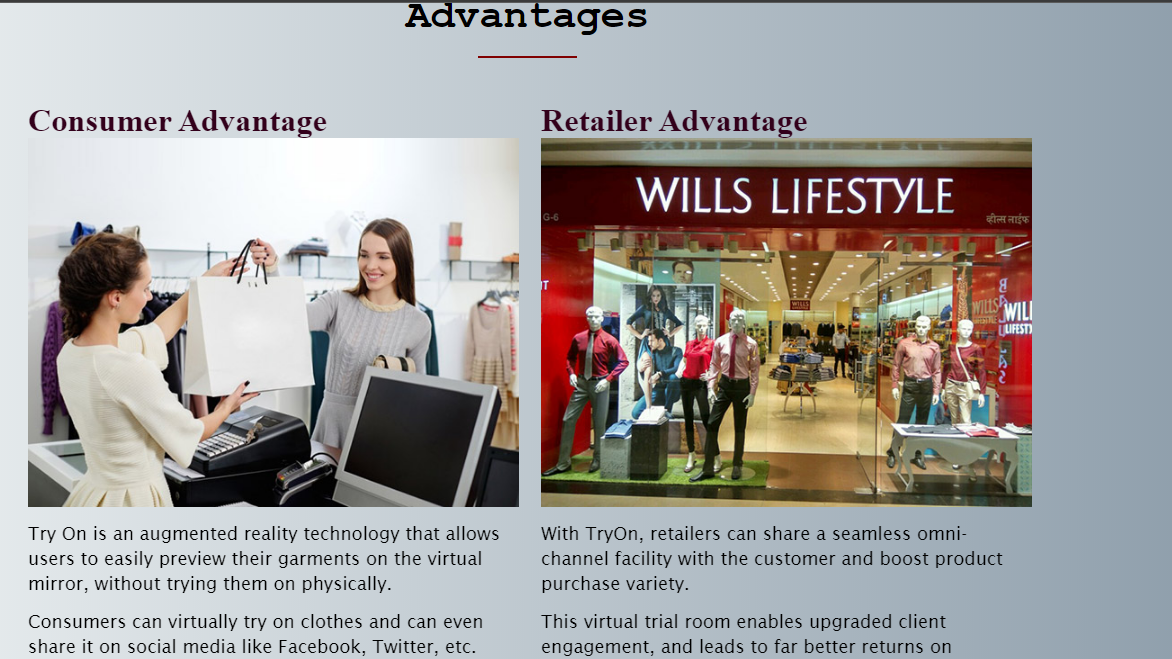 Advantages
Consumer Advantage
Retailer Advantage
WILLS LIFESTYLE
G-6
व्हील्स लाईफ
WILLS
WILL
LIFEST
Try On is an augmented reality technology that allows
users to easily preview their garments on the virtual
mirror, without trying them on physically.
Consumers can virtually try on clothes and can even
share it on social media like Facebook, Twitter, etc.
With TryOn, retailers can share a seamless omni-
channel facility with the customer and boost product
purchase variety.
This virtual trial room enables upgraded client
engagement, and leads to far better returns on